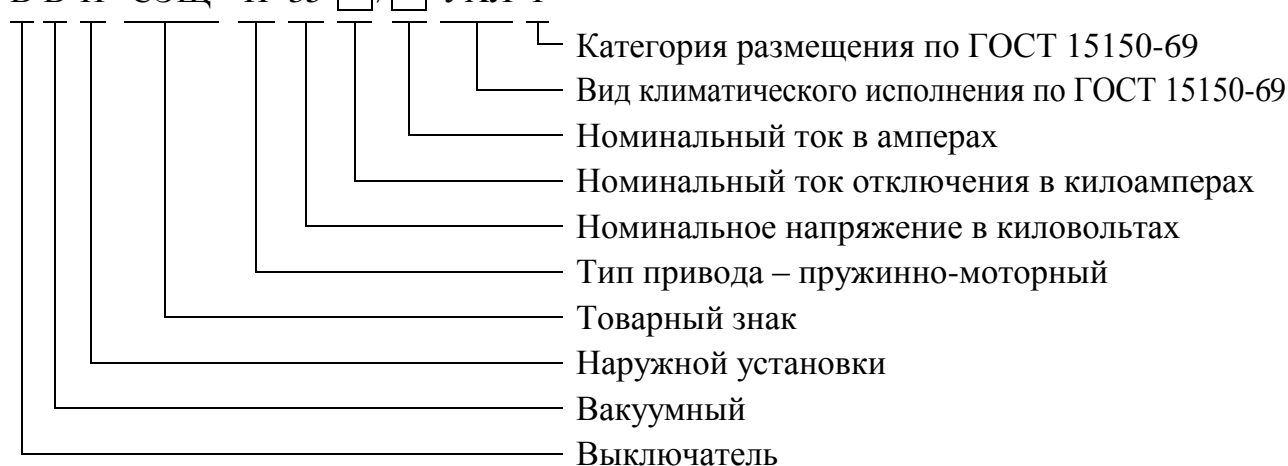 Категория размещения по ГОСТ 15150-69
Вид климатического исполнения по ГОСТ 15150-69
Номинальный ток в амперах
Номинальный ток отключения в килоамперах
Номинальное напряжение в киловольтах
Тип привода – пружинно-моторный
Товарный знак
Наружной установки
Вакуумный
Выключатель